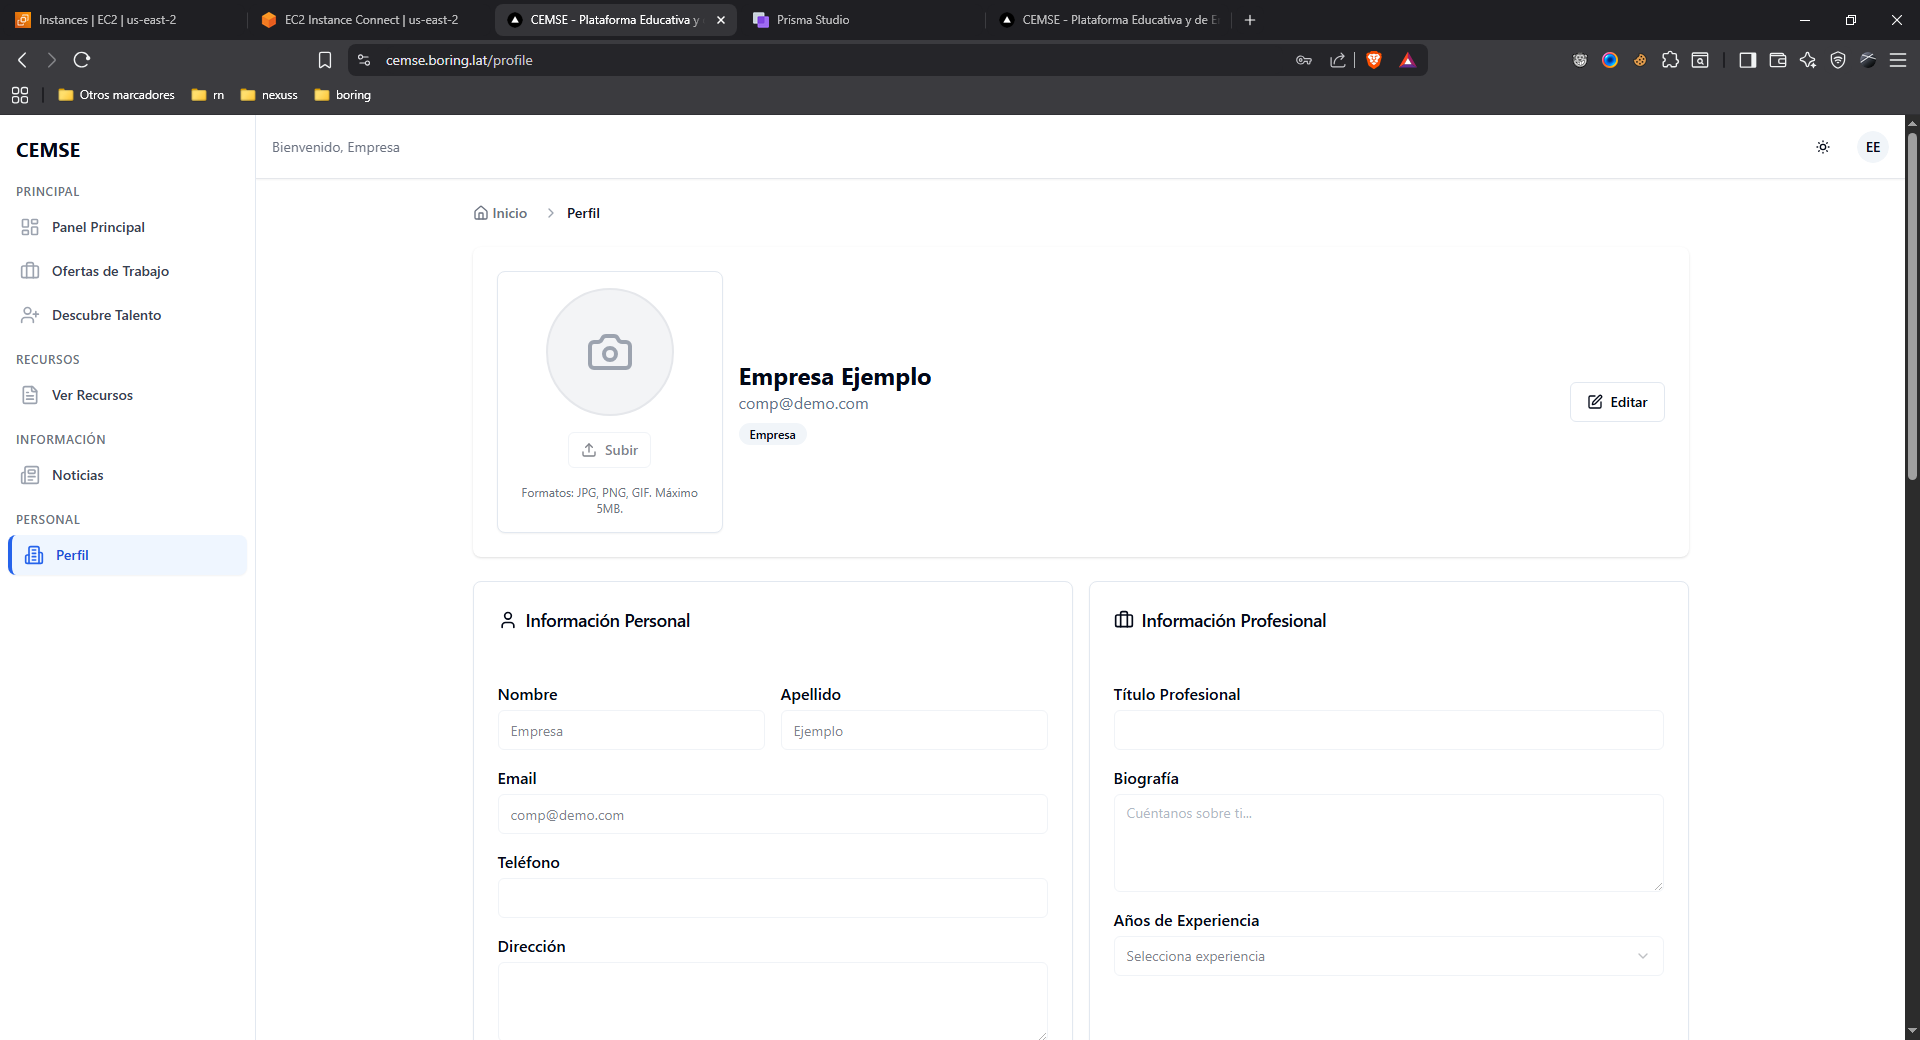 Instances | EC2 | us-east-2
EC2 Instance Connect | us-east-2
CEMSE - Plataforma Educativa y
Prisma Studio
CEMSE - Plataforma Educativa y de E
cemse.boring.lat/profile
Otros marcadores
rn
nexuss
boring
CEMSE
Bienvenido, Empresa
EE
PRINCIPAL
Panel Principal
Ofertas de Trabajo
Descubre Talento
RECURSOS
Ver Recursos
INFORMACIÓN
Noticias
PERSONAL
Perfil
Inicio
Perfil
Subir
Formatos: JPG, PNG, GIF. Máximo
5MB.
Empresa Ejemplo
comp@demo.com
Empresa
Editar
Información Personal
Nombre
Apellido
Empresa
Ejemplo
Email
comp@demo.com
Teléfono
Dirección
Información Profesional
Título Profesional
Biografía
Cuéntanos sobre ti...
Años de Experiencia
Selecciona experiencia